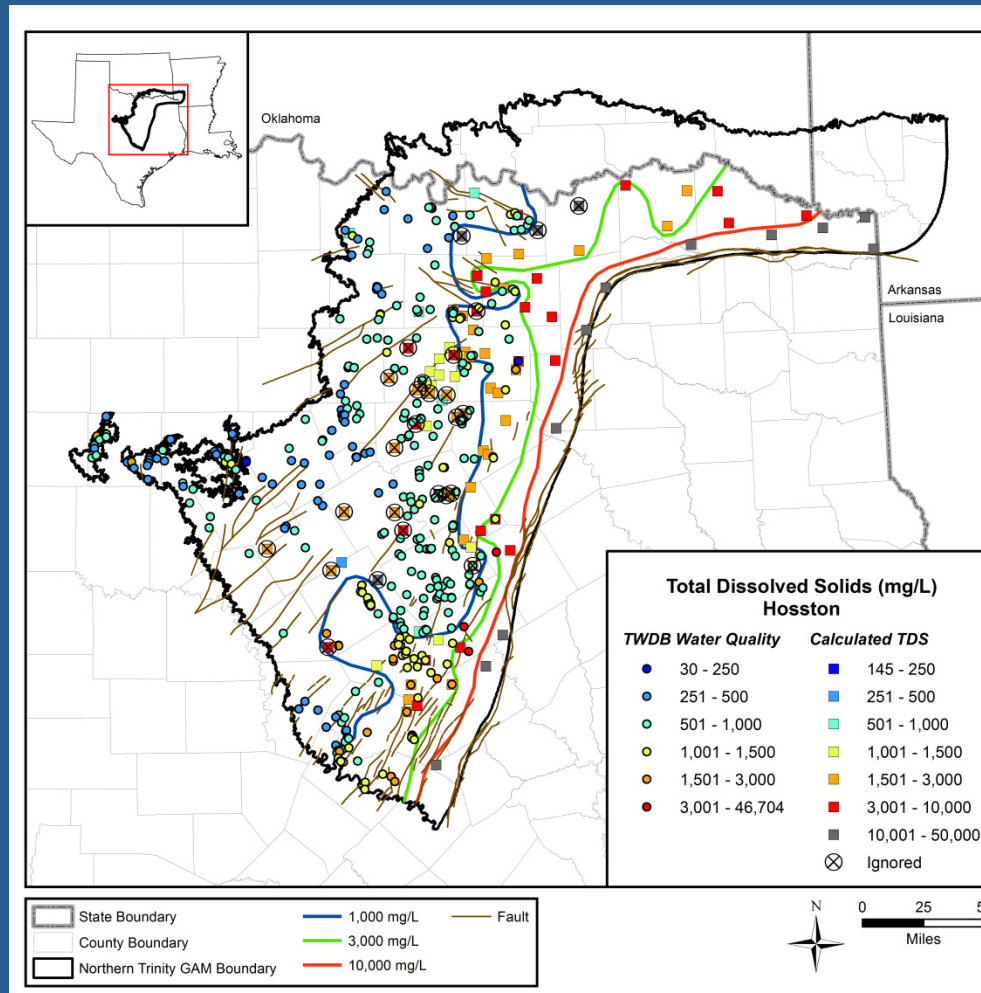 Oklahoma
Arkansas
Louisiana
Total Dissolved Solids (mg/L)
Hosston
TWDB Water Quality Calculated TDS
30 - 250 145 - 250
251 - 500 251 - 500
501 - 1,000 501 - 1,000
1,001 - 1,500 1,001 - 1,500
1,501 - 3,000 1,501 - 3,000
3,001 - 46,704 3,001 - 10,000
10,001 - 50,000
Ignored
State Boundary 1,000 mg/L Fault
County Boundary 3,000 mg/L
Northern Trinity GAM Boundary 10,000 mg/L
N
0 25
Miles